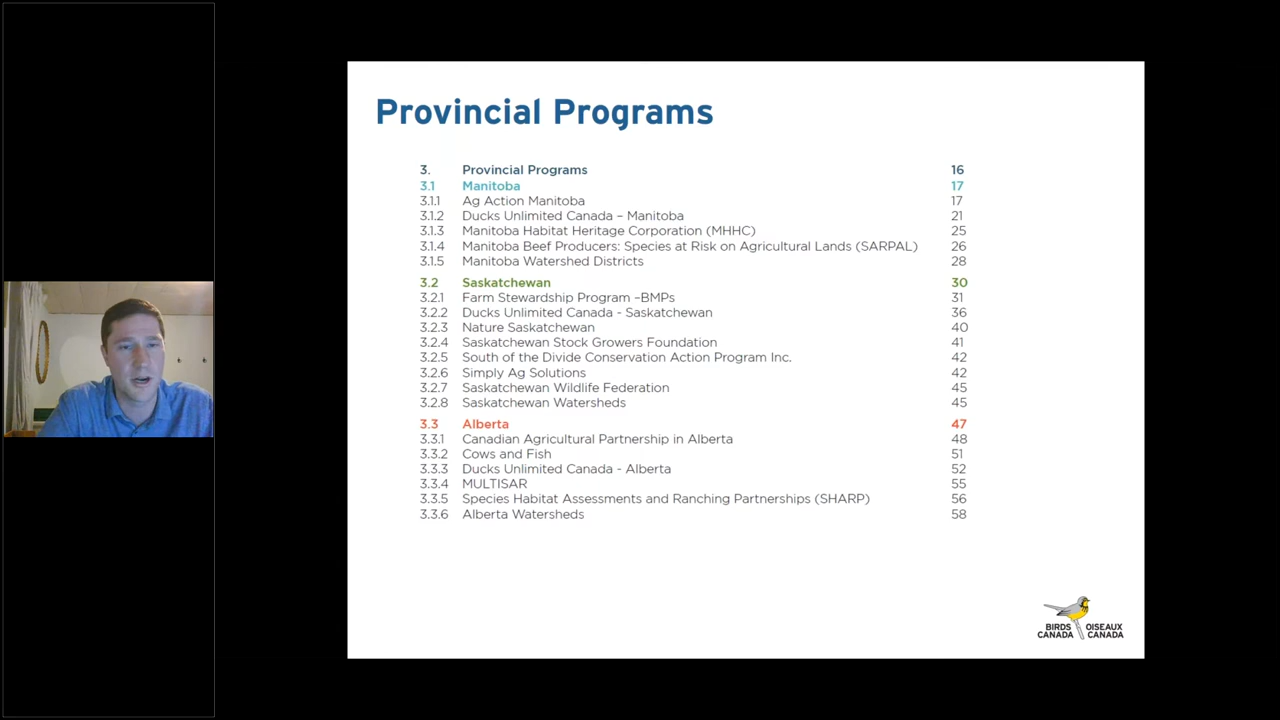 Provincial Programs
3. Provincial Programs 16
3.1 Manitoba 17
3.1.1 Ag Action Manitoba 17
3.1.2 Ducks Unlimited Canada – Manitoba 21
3.1.3 Manitoba Habitat Heritage Corporation (MHHC) 25
3.1.4 Manitoba Beef Producers: Species at Risk on Agricultural Lands (SARPAL) 26
3.1.5 Manitoba Watershed Districts 28
3.2 Saskatchewan 30
3.2.1 Farm Stewardship Program –BMPs 31
3.2.2 Ducks Unlimited Canada - Saskatchewan 36
3.2.3 Nature Saskatchewan 40
3.2.4 Saskatchewan Stock Growers Foundation 41
3.2.5 South of the Divide Conservation Action Program Inc. 42
3.2.6 Simply Ag Solutions 42
3.2.7 Saskatchewan Wildlife Federation 45
3.2.8 Saskatchewan Watersheds 45
3.3 Alberta 47
3.3.1 Canadian Agricultural Partnership in Alberta 48
3.3.2 Cows and Fish 51
3.3.3 Ducks Unlimited Canada - Alberta 52
3.3.4 MULTISAR 55
3.3.5 Species Habitat Assessments and Ranching Partnerships (SHARP) 56
3.3.6 Alberta Watersheds 58
BIRDS OISEAUX
CANADA CANADA